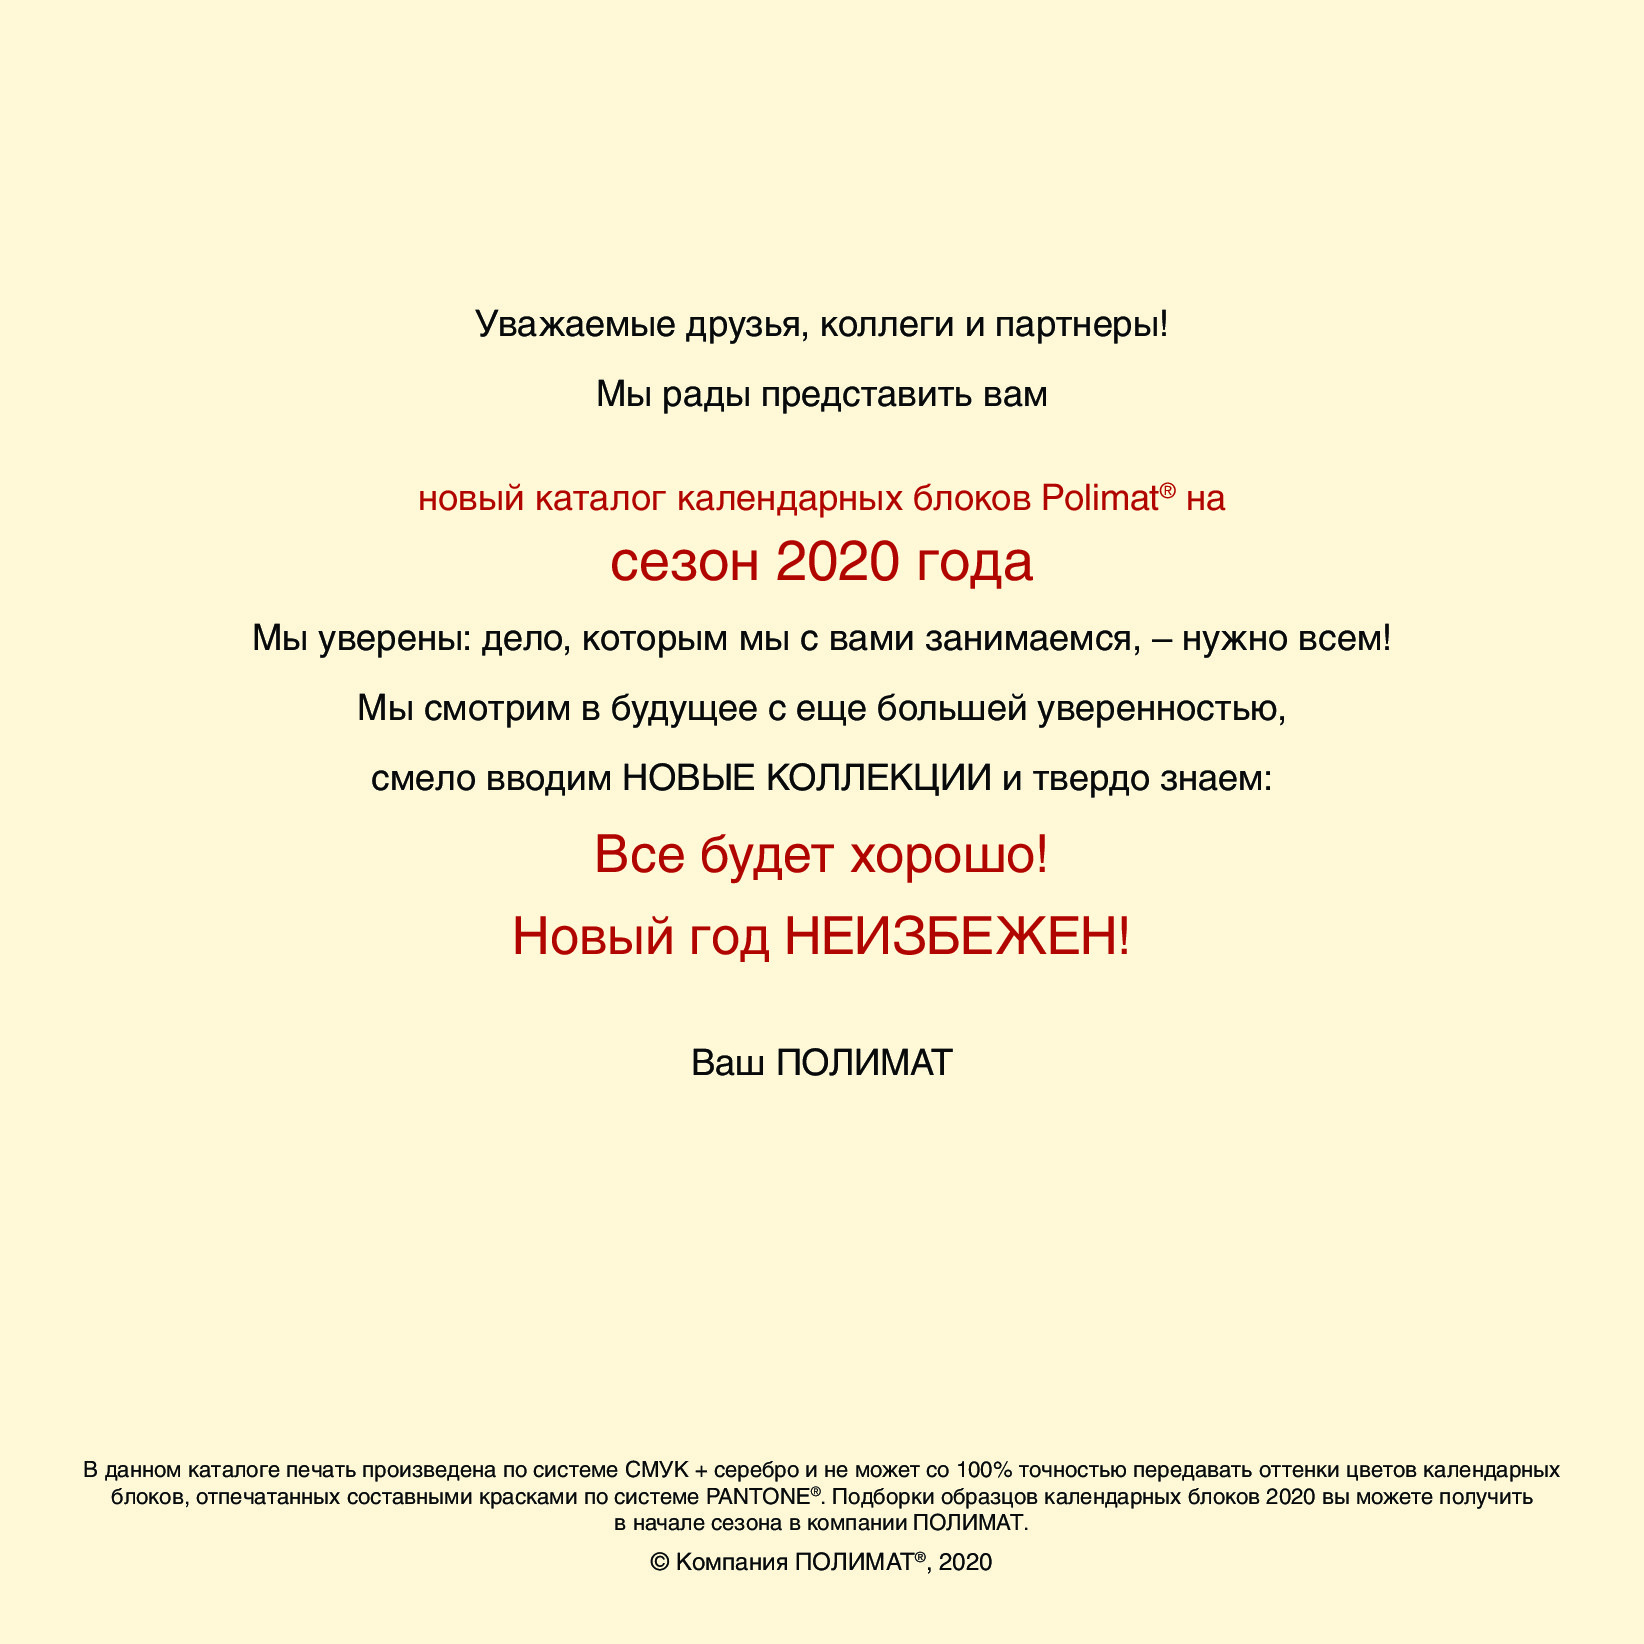 Уважаемые друзья, коллеги и партнеры!
Мы рады представить вам
новый каталог календарных блоков Polimat® на
сезон 2020 года
Мы уверены: дело, которым мы с вами занимаемся, – нужно всем!
Мы смотрим в будущее с еще большей уверенностью,
смело вводим НОВЫЕ КОЛЛЕКЦИИ и твердо знаем:
Все будет хорошо!
Новый год НЕИЗБЕЖЕН!
Ваш ПОЛИМАТ
В данном каталоге печать произведена по системе СМУК + серебро и не может со 100% точностью передавать оттенки цветов календарных
блоков, отпечатанных составными красками по системе PANTONE®. Подборки образцов календарных блоков 2020 вы можете получить
в начале сезона в компании ПОЛИМАТ.
© Компания ПОЛИМАТ®, 2020